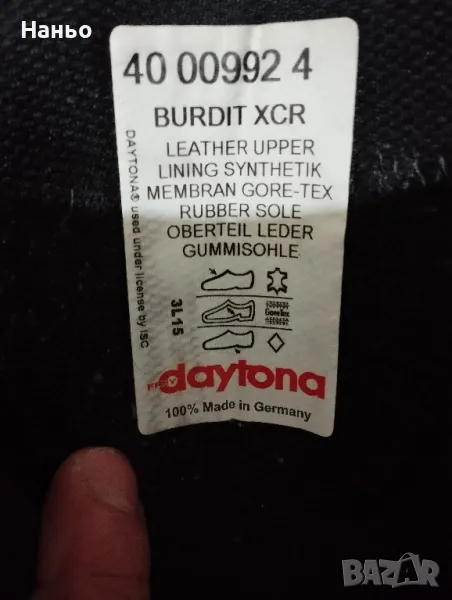 Наньо
40 00992 4
BURDIT XCR
LEATHER UPPER
LINING SYNTHETIK
MEMBRAN GORE-TEX
RUBBER SOLE
OBERTEIL LEDER
GUMMISOHLE
DAYTONA® used under license by ISC
3L15
daytona
100% Made in Germany
BAZAR